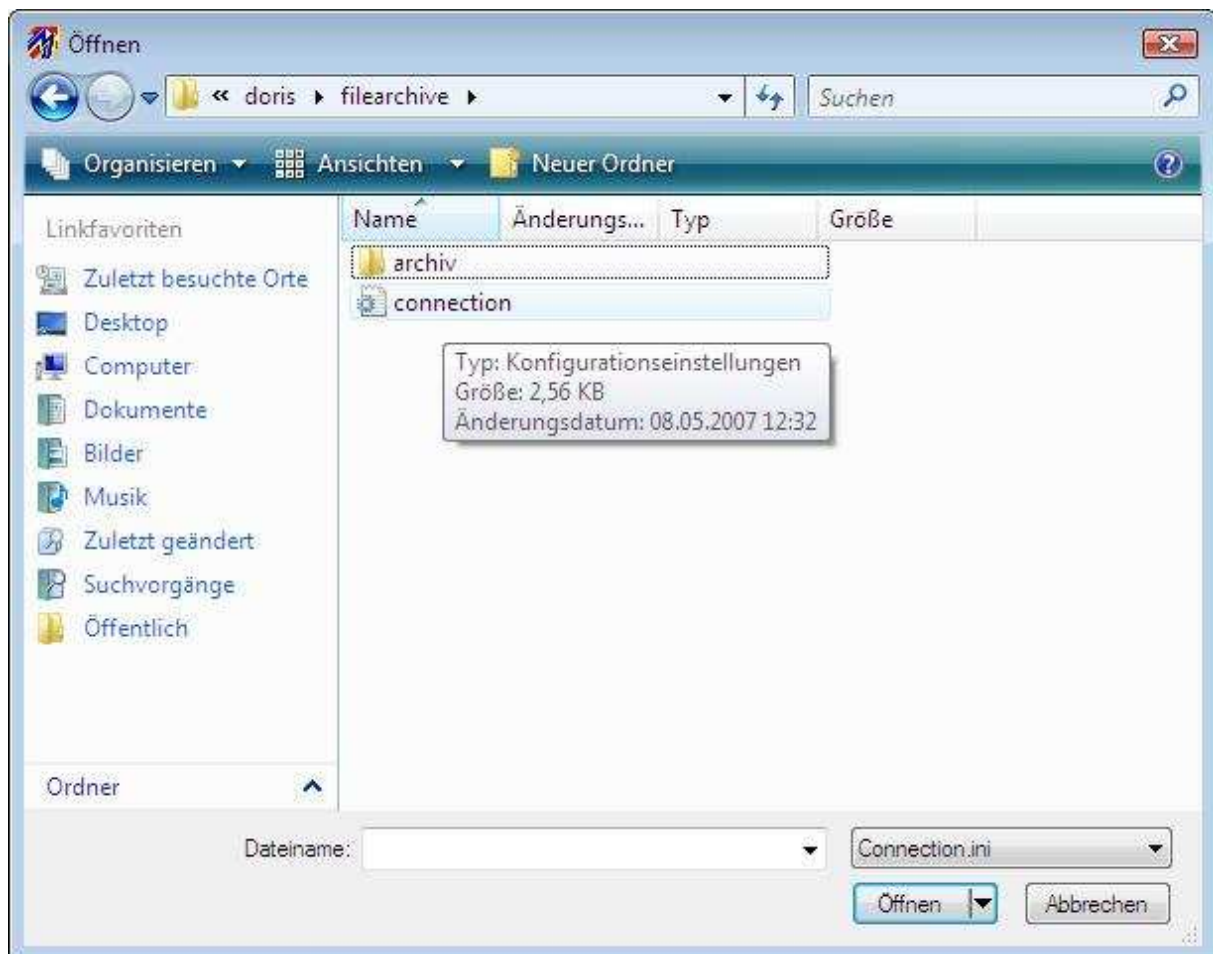 Öffnen
« doris ▸ filearchive ▸
Suchen
Organisieren Ansichten Neuer Ordner
Linkfavoriten
Zuletzt besuchte Orte
Desktop
Computer
Dokumente
Bilder
Musik
Zuletzt geändert
Suchvorgänge
Öffentlich
Ordner
Name Änderungs... Typ Größe
archiv
connection
Typ: Konfigurationseinstellungen
Größe: 2,56 KB
Änderungsdatum: 08.05.2007 12:32
Dateiname:
Connection.ini
Öffnen Abbrechen